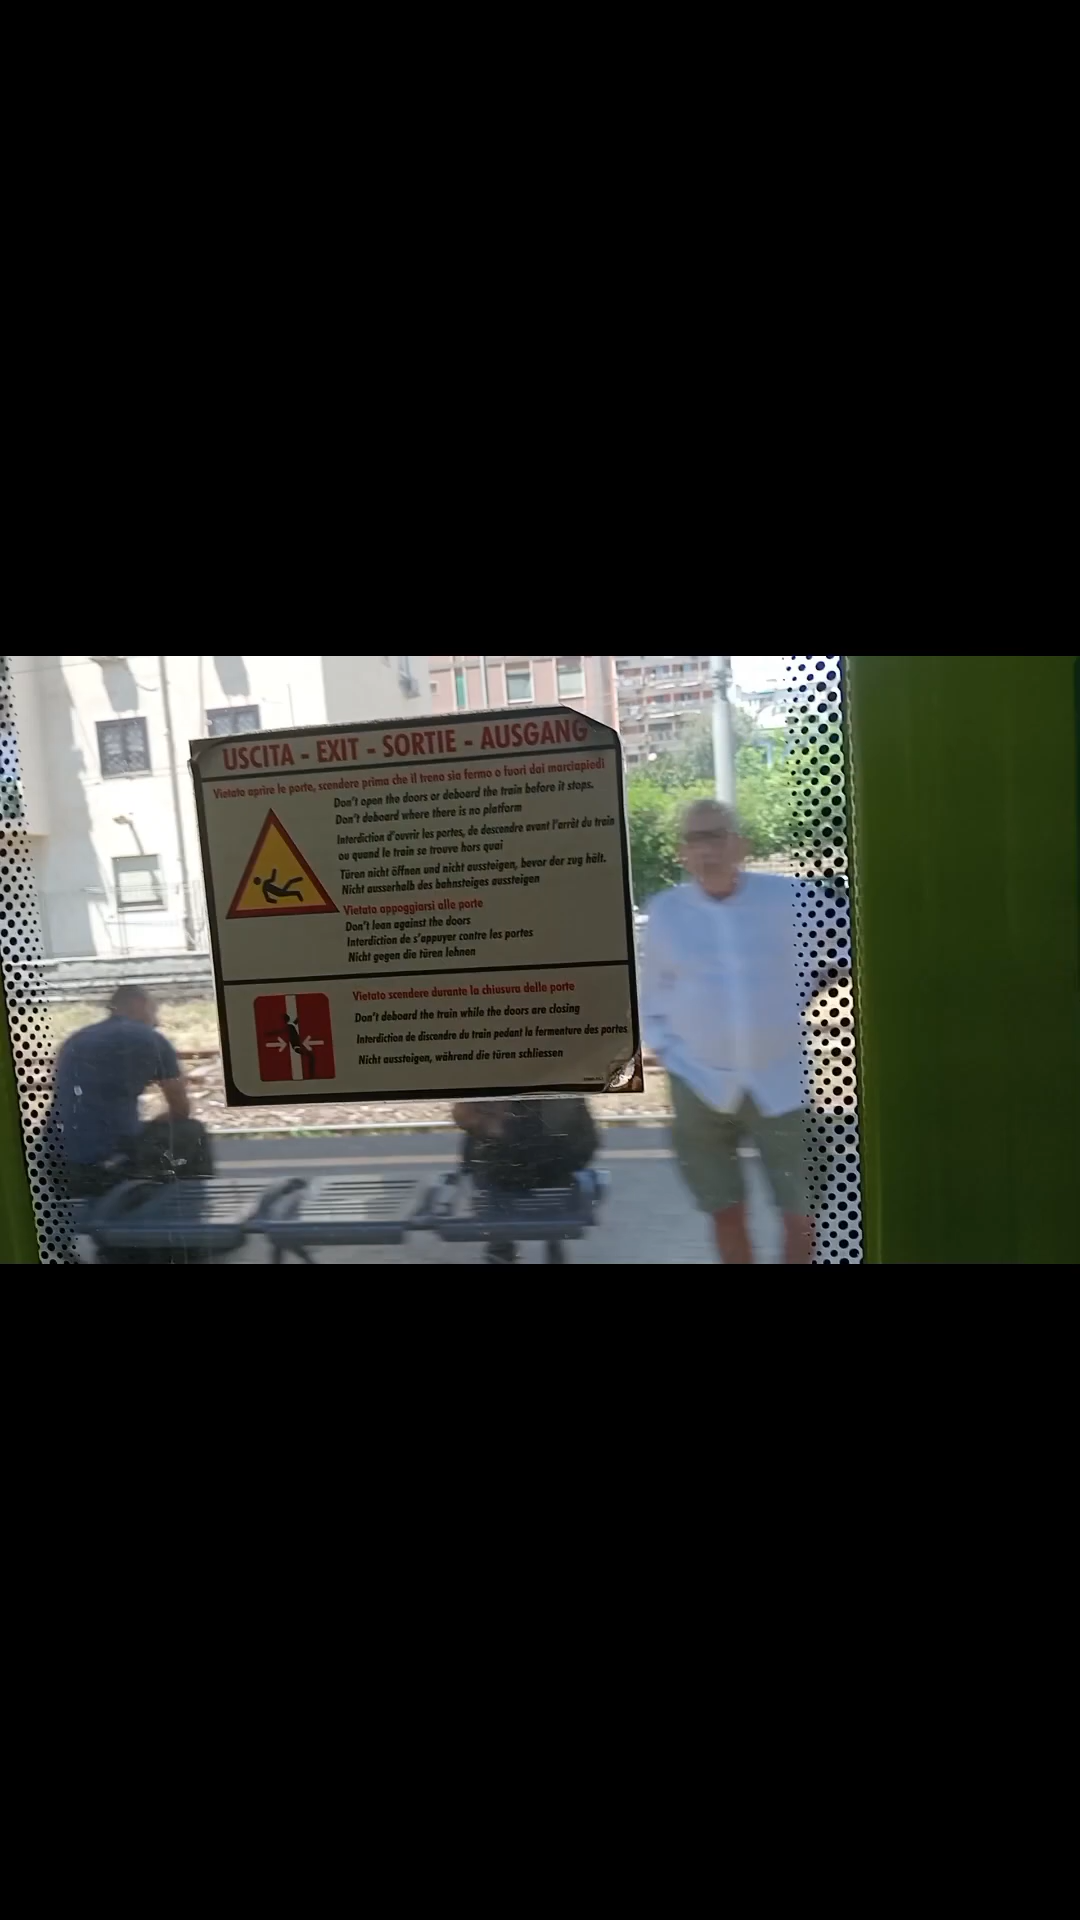 USCITA - EXIT - SORTIE - AUSGANG
Vietato aprire le porte, scendere prima che il treno sia fermo o fuori dai marciapiedi
Don't open the doors or deboard the train before it stops.
Don't deboard where there is no platform
Interdiction d'ouvrir les portes, de descendre avant l'arrêt du train
ou quand le train se trouve hors quai
Türen nicht öffnen und nicht aussteigen, bevor der zug hält.
Nicht ausserhalb des bahnsteiges aussteigen
Vietato appoggiarsi alle porte
Don't lean against the doors
Interdiction de s'appuyer contre les portes
Nicht gegen die türen lehnen
Vietato scendere durante la chiusura delle porte
Don't deboard the train while the doors are closing
Interdiction de discendre du train pedant la fermenture des portes
Nicht aussteigen, während die türen schliessen